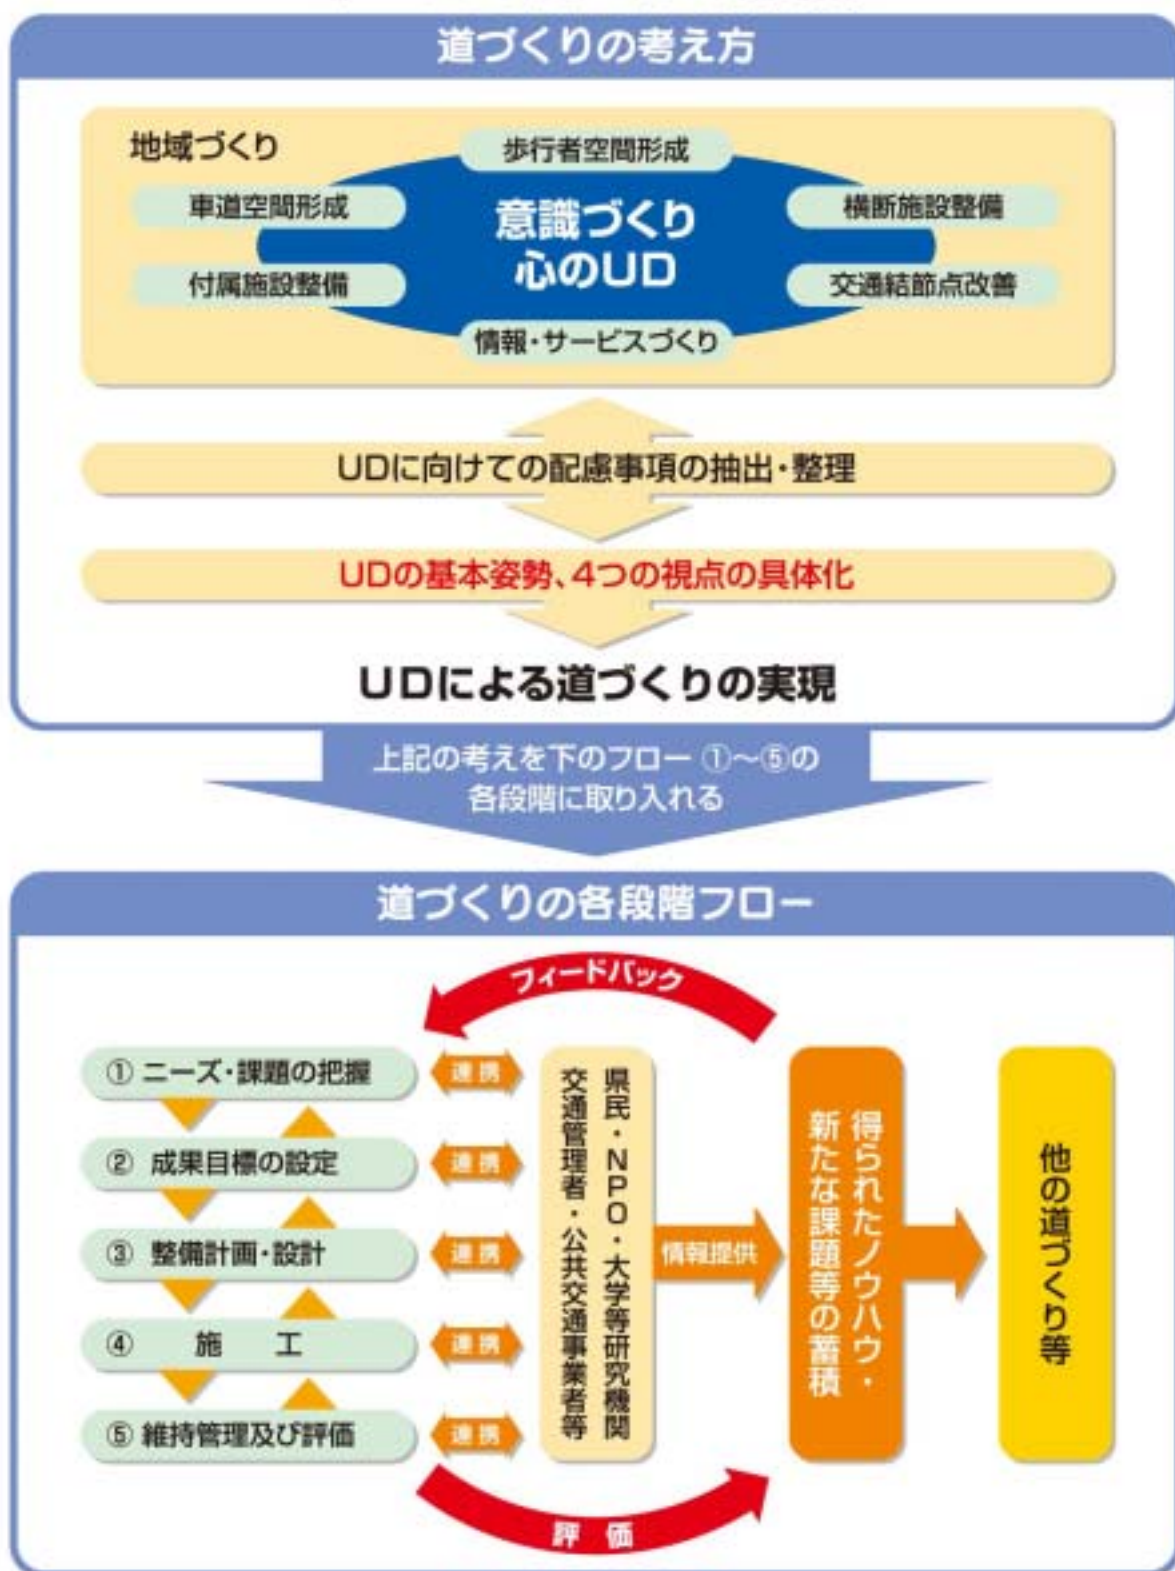 道づくりの考え方
地域づくり
歩行者空間形成
車道空間形成
意識づくり
心のUD
横断施設整備
付属施設整備
交通結節点改善
情報・サービスづくり
UDに向けての配慮事項の抽出・整理
UDの基本姿勢、4つの視点の具体化
UDによる道づくりの実現
上記の考えを下のフロー ①～⑤の
各段階に取り入れる
道づくりの各段階フロー
フィードバック
① ニーズ・課題の把握
連携
② 成果目標の設定
連携
③ 整備計画・設計
連携
④ 施 工
連携
⑤ 維持管理及び評価
連携
県民・NPO・大学等研究機関
交通管理者・公共交通事業者等
情報提供
得られたノウハウ・
新たな課題等の蓄積
他の道づくり等
評 価